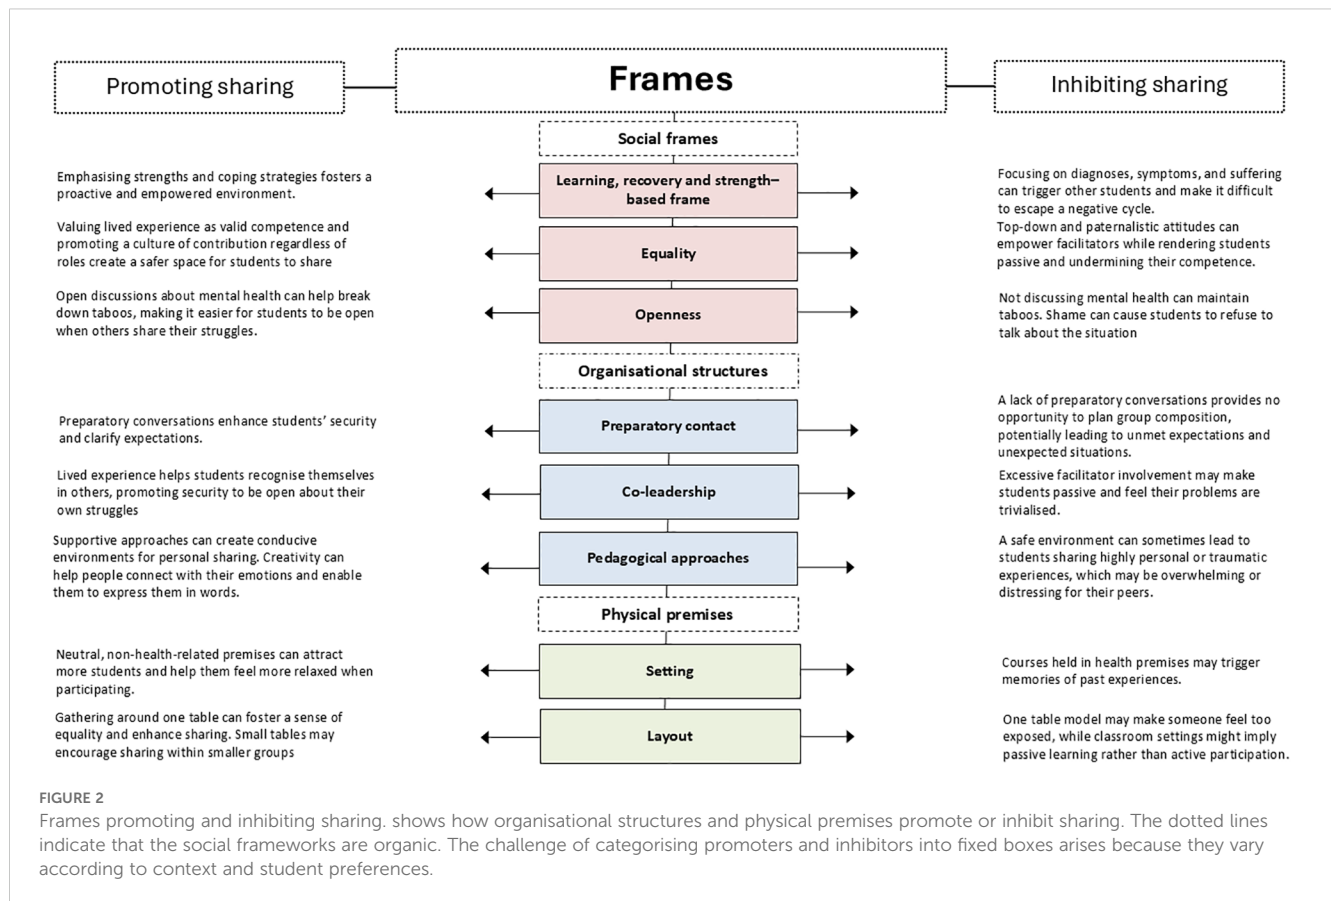 Promoting sharing
Frames
Inhibiting sharing
Social frames
Emphasising strengths and coping strategies fosters a
proactive and empowered environment.
Learning, recovery and strength–
based frame
Focusing on diagnoses, symptoms, and suffering
can trigger other students and make it difficult
to escape a negative cycle.
Valuing lived experience as valid competence and
promoting a culture of contribution regardless of
roles create a safer space for students to share
Equality
Top-down and paternalistic attitudes can
empower facilitators while rendering students
passive and undermining their competence.
Open discussions about mental health can help break
down taboos, making it easier for students to be open
when others share their struggles.
Openness
Not discussing mental health can maintain
taboos. Shame can cause students to refuse to
talk about the situation
Organisational structures
Preparatory conversations enhance students’ security
and clarify expectations.
Preparatory contact
A lack of preparatory conversations provides no
opportunity to plan group composition,
potentially leading to unmet expectations and
unexpected situations.
Lived experience helps students recognise themselves
in others, promoting security to be open about their
own struggles
Co-leadership
Excessive facilitator involvement may make
students passive and feel their problems are
trivialised.
Supportive approaches can create conducive
environments for personal sharing. Creativity can
help people connect with their emotions and enable
them to express them in words.
Pedagogical approaches
A safe environment can sometimes lead to
students sharing highly personal or traumatic
experiences, which may be overwhelming or
distressing for their peers.
Physical premises
Neutral, non-health-related premises can attract
more students and help them feel more relaxed when
participating.
Setting
Courses held in health premises may trigger
memories of past experiences.
Gathering around one table can foster a sense of
equality and enhance sharing. Small tables may
encourage sharing within smaller groups
Layout
One table model may make someone feel too
exposed, while classroom settings might imply
passive learning rather than active participation.
FIGURE 2
Frames promoting and inhibiting sharing. shows how organisational structures and physical premises promote or inhibit sharing. The dotted lines
indicate that the social frameworks are organic. The challenge of categorising promoters and inhibitors into fixed boxes arises because they vary
according to context and student preferences.